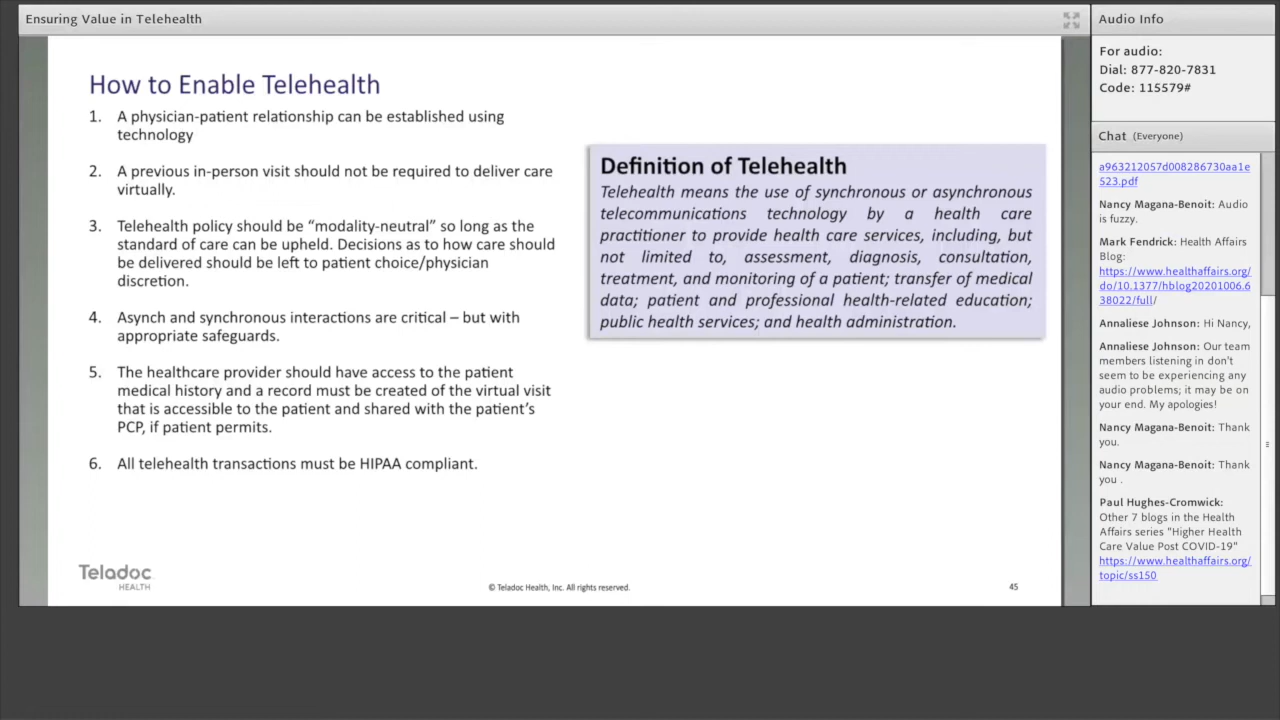 Ensuring Value in Telehealth
How to Enable Telehealth
1. A physician-patient relationship can be established using
technology
2. A previous in-person visit should not be required to deliver care
virtually.
3. Telehealth policy should be “modality-neutral” so long as the
standard of care can be upheld. Decisions as to how care should
be delivered should be left to patient choice/physician
discretion.
4. Asynch and synchronous interactions are critical – but with
appropriate safeguards.
5. The healthcare provider should have access to the patient
medical history and a record must be created of the virtual visit
that is accessible to the patient and shared with the patient’s
PCP, if patient permits.
6. All telehealth transactions must be HIPAA compliant.
Definition of Telehealth
Telehealth means the use of synchronous or asynchronous
telecommunications technology by a health care
practitioner to provide health care services, including, but
not limited to, assessment, diagnosis, consultation,
treatment, and monitoring of a patient; transfer of medical
data; patient and professional health-related education;
public health services; and health administration.
Teladoc
HEALTH
© Teladoc Health, Inc. All rights reserved.
45
Audio Info
For audio:
Dial: 877-820-7831
Code: 115579#
Chat (Everyone)
a963212057d008286730aa1e
523.pdf
Nancy Magana-Benoit: Audio
is fuzzy.
Mark Fendrick: Health Affairs
Blog:
https://www.healthaffairs.org/
do/10.1377/hblog20201006.6
38022/full/
Annaliese Johnson: Hi Nancy,
Annaliese Johnson: Our team
members listening in don't
seem to be experiencing any
audio problems; it may be on
your end. My apologies!
Nancy Magana-Benoit: Thank
you.
Nancy Magana-Benoit: Thank
you .
Paul Hughes-Cromwick:
Other 7 blogs in the Health
Affairs series "Higher Health
Care Value Post COVID-19"
https://www.healthaffairs.org/
topic/ss150